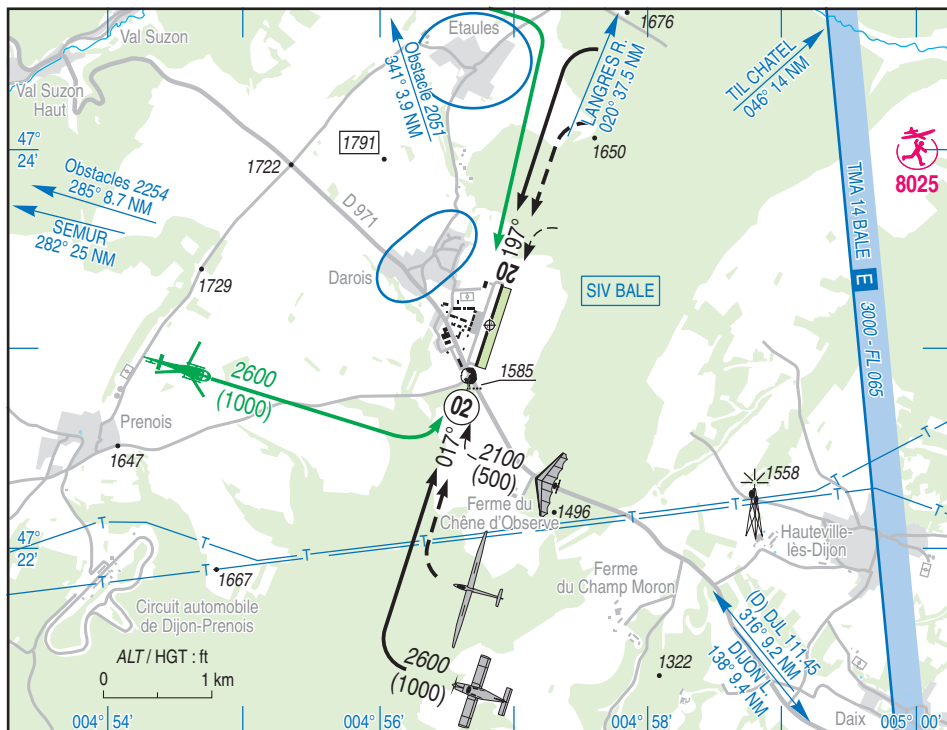 Etaules
1676
Val Suzon
Obstacle 2051
341° 3.9 NM
LANGRES R.
020° 37.5 NM
TIL CHATEL
046° 14 NM
Val Suzon
Haut
47°
24'
1791
1722
1650
8025
Obstacles 2254
285° 8.7 NM
SEMUR
282° 25 NM
D 971
TMA 14 BALE
E
3000 - FL 065
197°
20
Darois
1729
SIV BALE
2600
(1000)
1585
02
Prenois
017°
2100
(500)
1647
1558
Ferme du
Chêne d'Observe
1496
T
T
T
T
T
T
T
T
T
Hauteville-
lès-Dijon
47°
22'
1667
Ferme
du Champ Moron
Circuit automobile
de Dijon-Prenois
(D) DJL 111.45
316° 9.2 NM
DIJON L.
138° 9.4 NM
ALT / HGT : ft
0 1 km
2600
(1000)
1322
Daix
004° 54'
004° 56'
004° 58'
005° 00'